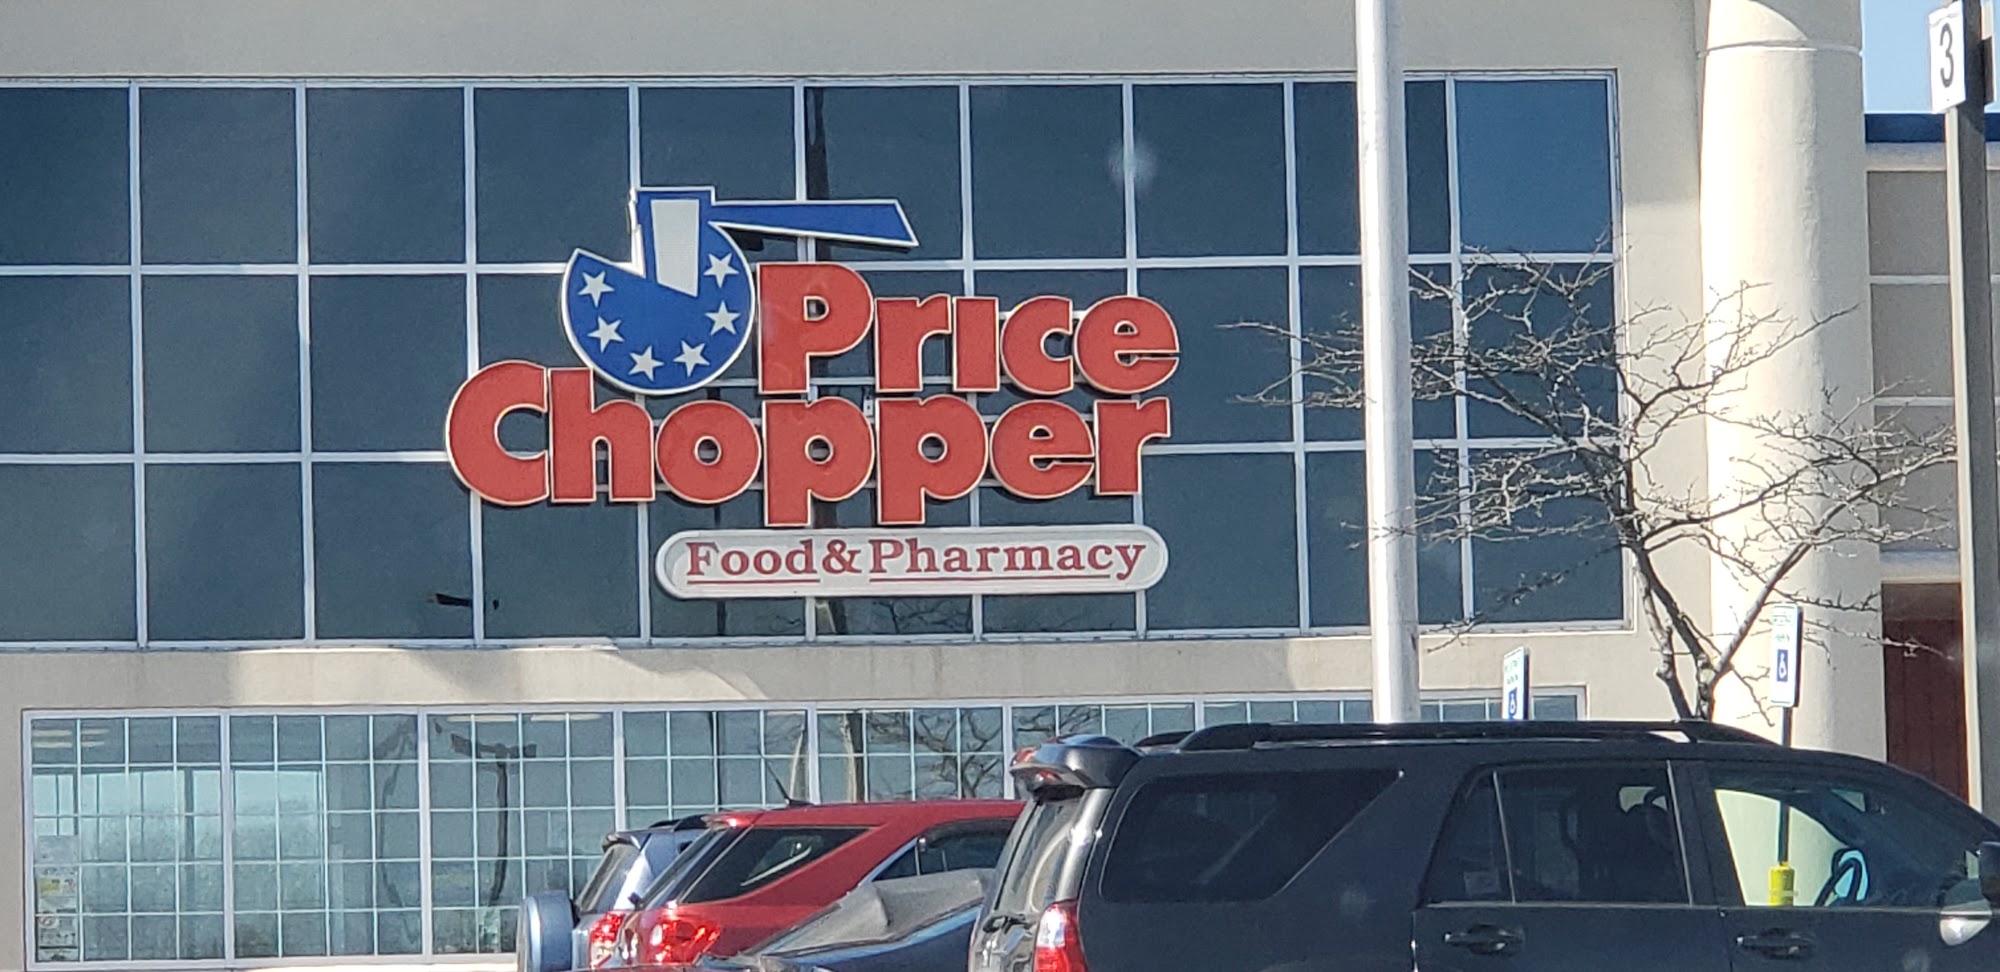 3
Price
Chopper
Food & Pharmacy